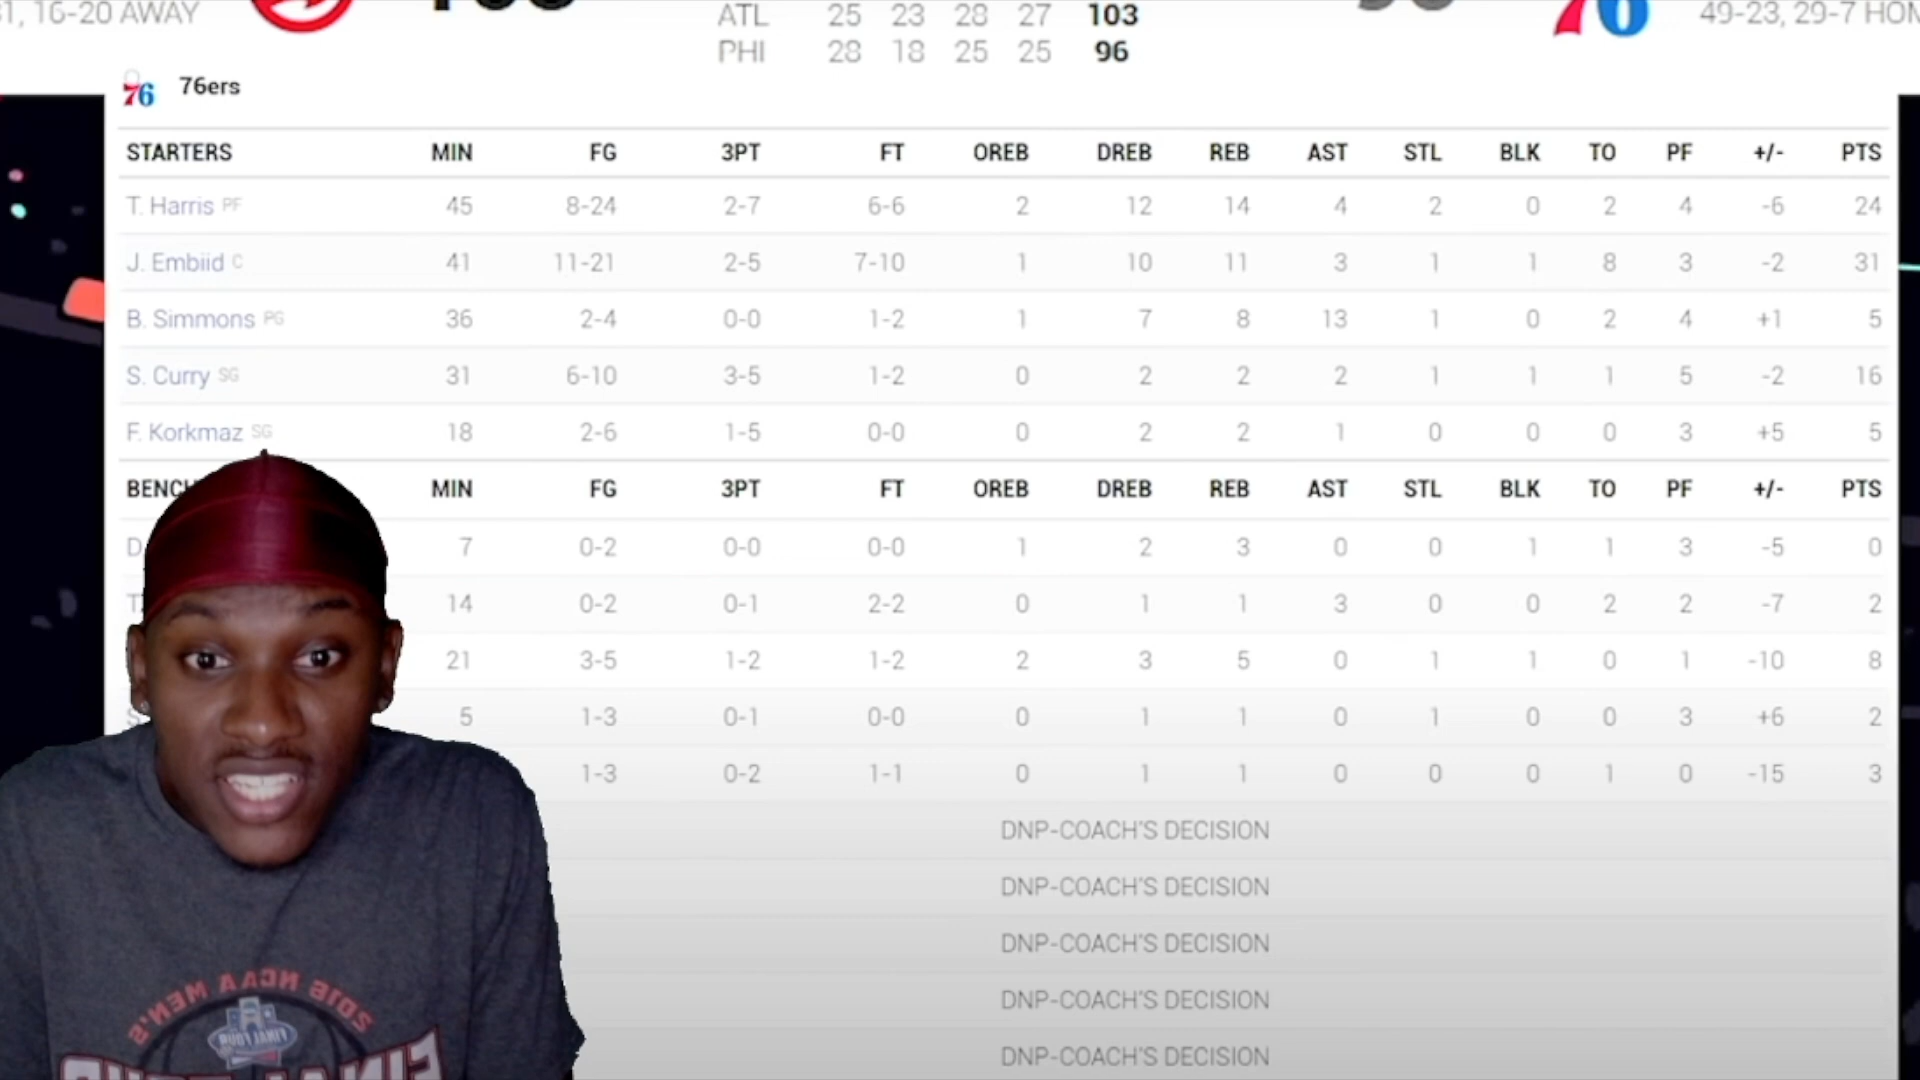 31, 16-20 AWAY
ATL 25 23 28 27 103
76 49-23, 29-7 HOM
PHI 28 18 25 25 96
76 76ers
STARTERS MIN FG 3PT FT OREB DREB REB AST STL BLK TO PF +/- PTS
T. Harris PF 45 8-24 2-7 6-6 2 12 14 4 2 0 2 4 -6 24
J. Embiid C 41 11-21 2-5 7-10 1 10 11 3 1 1 8 3 -2 31
B. Simmons PG 36 2-4 0-0 1-2 1 7 8 13 1 0 2 4 +1 5
S. Curry SG 31 6-10 3-5 1-2 0 2 2 2 1 1 1 5 -2 16
F. Korkmaz SG 18 2-6 1-5 0-0 0 2 2 1 0 0 0 3 +5 5
BENCH MIN FG 3PT FT OREB DREB REB AST STL BLK TO PF +/- PTS
D 7 0-2 0-0 0-0 1 2 3 0 0 1 1 3 -5 0
T 14 0-2 0-1 2-2 0 1 1 3 0 0 2 2 -7 2
21 3-5 1-2 1-2 2 3 5 0 1 1 0 1 -10 8
S 5 1-3 0-1 0-0 0 1 1 0 1 0 0 3 +6 2
1-3 0-2 1-1 0 1 1 0 0 0 1 0 -15 3
DNP-COACH'S DECISION
DNP-COACH'S DECISION
DNP-COACH'S DECISION
DNP-COACH'S DECISION
DNP-COACH'S DECISION
2016 NCAA MEN'S
FINAL FOUR
FINAL FOUR